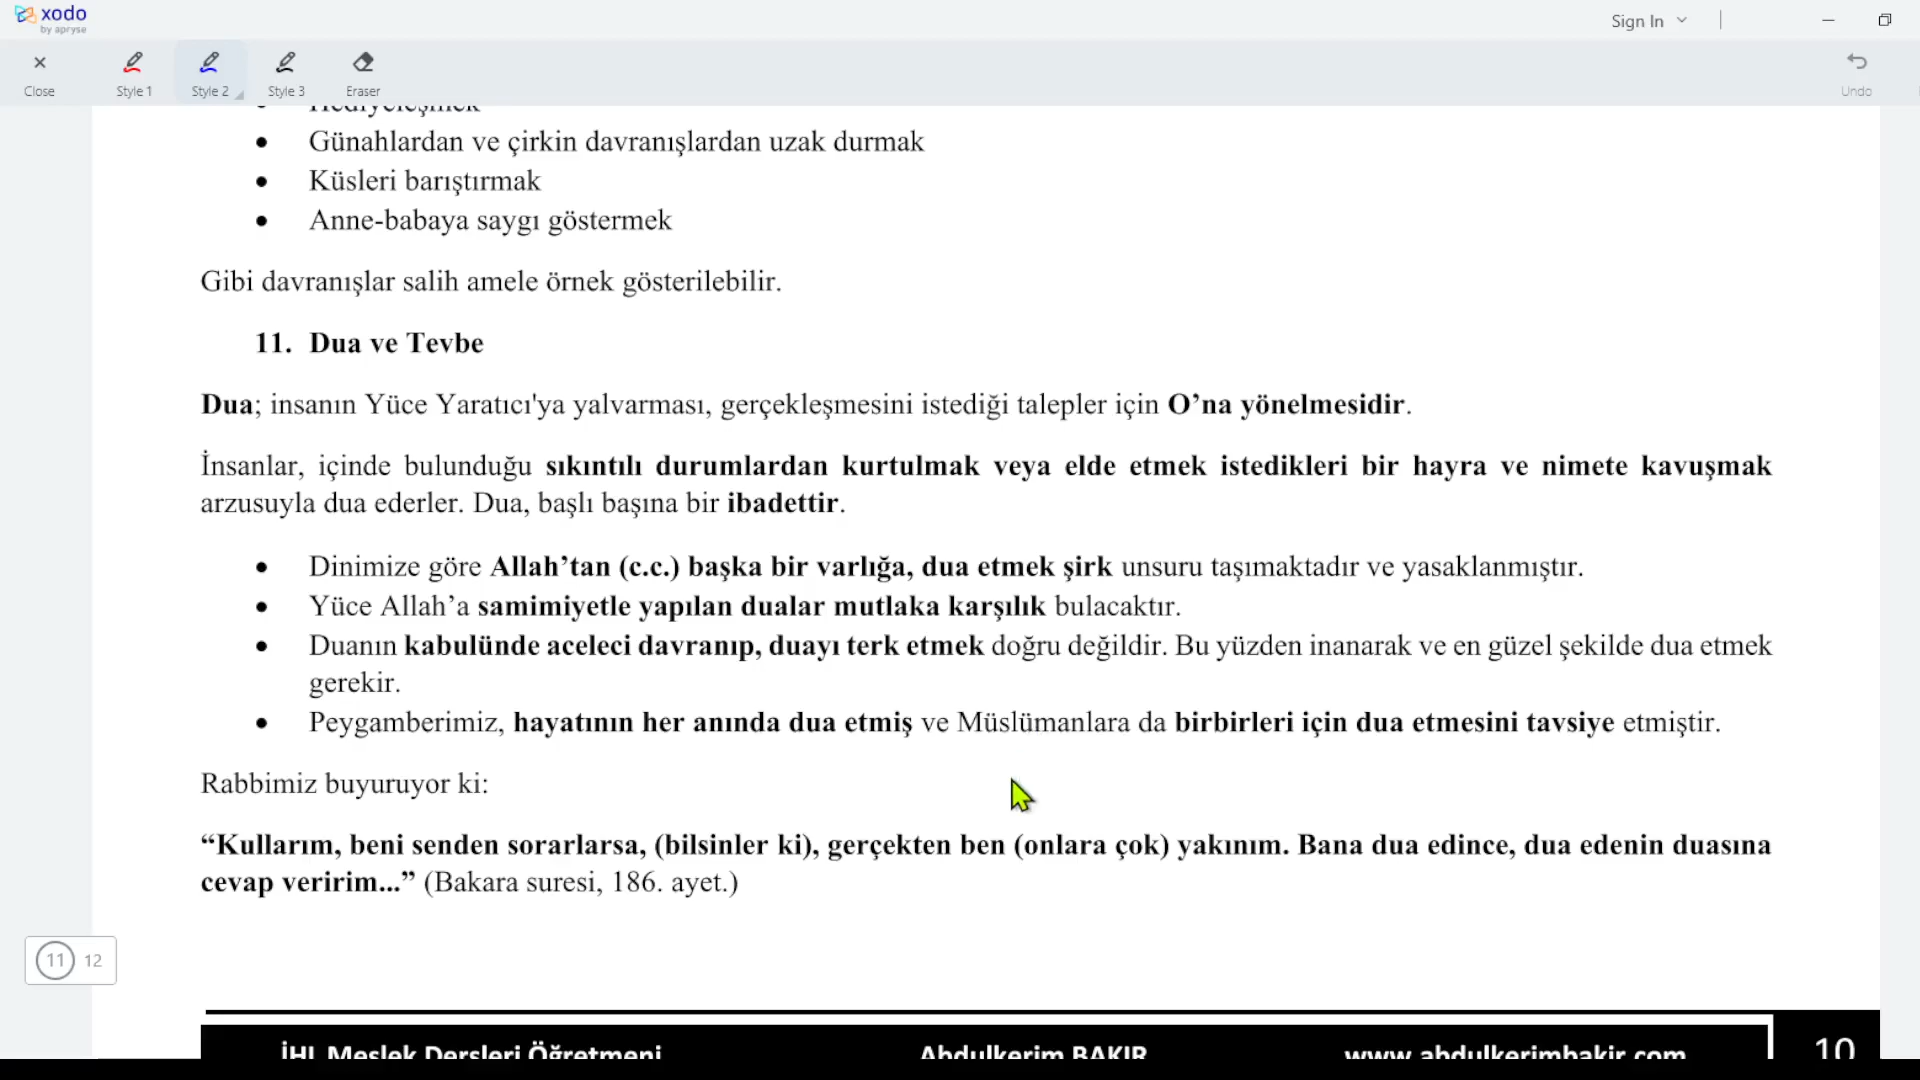 xodo
by apryse
Sign In
Close
Style 1
Style 2
Style 3
Eraser
Undo
Hediyeleşmek
• Günahlardan ve çirkin davranışlardan uzak durmak
• Küsleri barıştırmak
• Anne-babaya saygı göstermek
Gibi davranışlar salih amele örnek gösterilebilir.
11. Dua ve Tevbe
Dua; insanın Yüce Yaratıcı'ya yalvarması, gerçekleşmesini istediği talepler için O’na yönelmesidir.
İnsanlar, içinde bulunduğu sıkıntılı durumlardan kurtulmak veya elde etmek istedikleri bir hayra ve nimete kavuşmak
arzusuyla dua ederler. Dua, başlı başına bir ibadettir.
• Dinimize göre Allah’tan (c.c.) başka bir varlığa, dua etmek şirk unsuru taşımaktadır ve yasaklanmıştır.
• Yüce Allah’a samimiyetle yapılan dualar mutlaka karşılık bulacaktır.
• Duanın kabulünde aceleci davranıp, duayı terk etmek doğru değildir. Bu yüzden inanarak ve en güzel şekilde dua etmek
gerekir.
• Peygamberimiz, hayatının her anında dua etmiş ve Müslümanlara da birbirleri için dua etmesini tavsiye etmiştir.
Rabbimiz buyuruyor ki:
“Kullarım, beni senden sorarlarsa, (bilsinler ki), gerçekten ben (onlara çok) yakınım. Bana dua edince, dua edenin duasına
cevap veririm...” (Bakara suresi, 186. ayet.)
11 12
İHL Meslek Dersleri Öğretmeni Abdulkerim BAKIR www.abdulkerimbakir.com 10